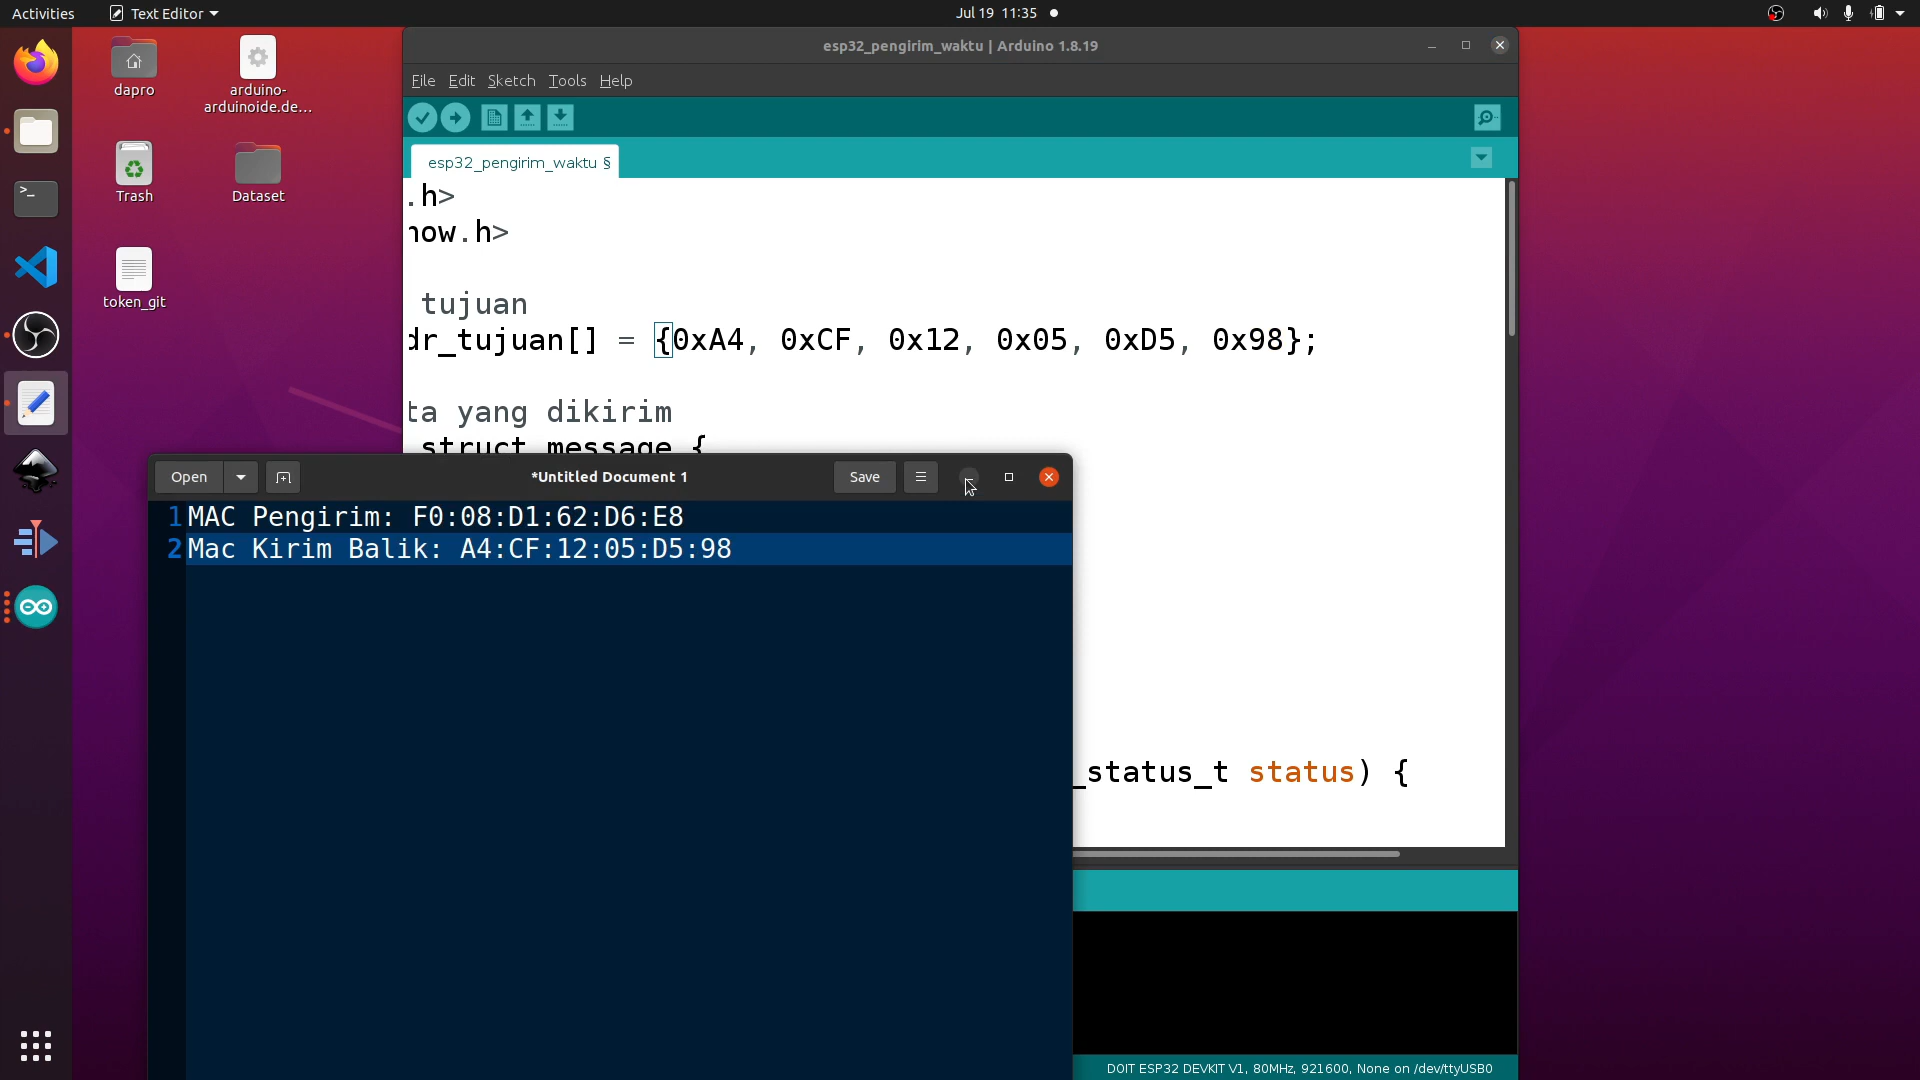 Activities
Text Editor
Jul 19 11:35
dapro
arduino-
arduinoide.de...
Trash
Dataset
token_git
esp32_pengirim_waktu | Arduino 1.8.19
File Edit Sketch Tools Help
esp32_pengirim_waktu §
.h>
now.h>
tujuan
dr_tujuan[] = {0xA4, 0xCF, 0x12, 0x05, 0xD5, 0x98};
ta yang dikirim
struct message {
_status_t status) {
Open
*Untitled Document 1
Save
1 MAC Pengirim: F0:08:D1:62:D6:E8
2 Mac Kirim Balik: A4:CF:12:05:D5:98
DOIT ESP32 DEVKIT V1, 80MHz, 921600, None on /dev/ttyUSB0